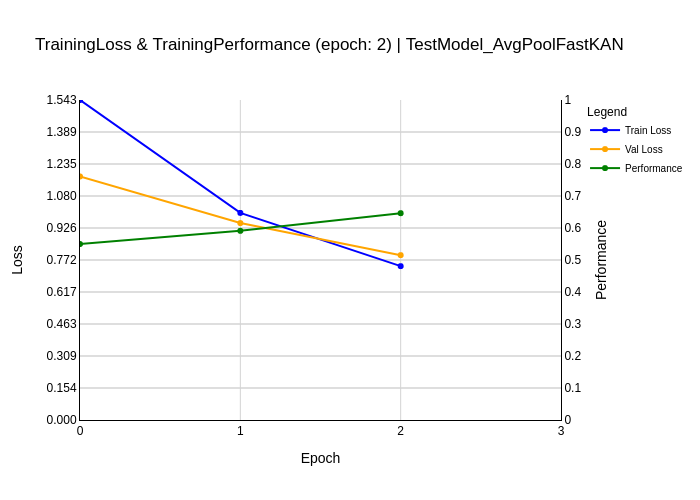 TrainingLoss & TrainingPerformance (epoch: 2) | TestModel_AvgPoolFastKAN
1.543
1.389
1.235
1.080
0.926
0.772
0.617
0.463
0.309
0.154
0.000
Loss
0 1 2 3
Epoch
1
0.9
0.8
0.7
0.6
0.5
0.4
0.3
0.2
0.1
0
Performance
Legend
Train Loss
Val Loss
Performance